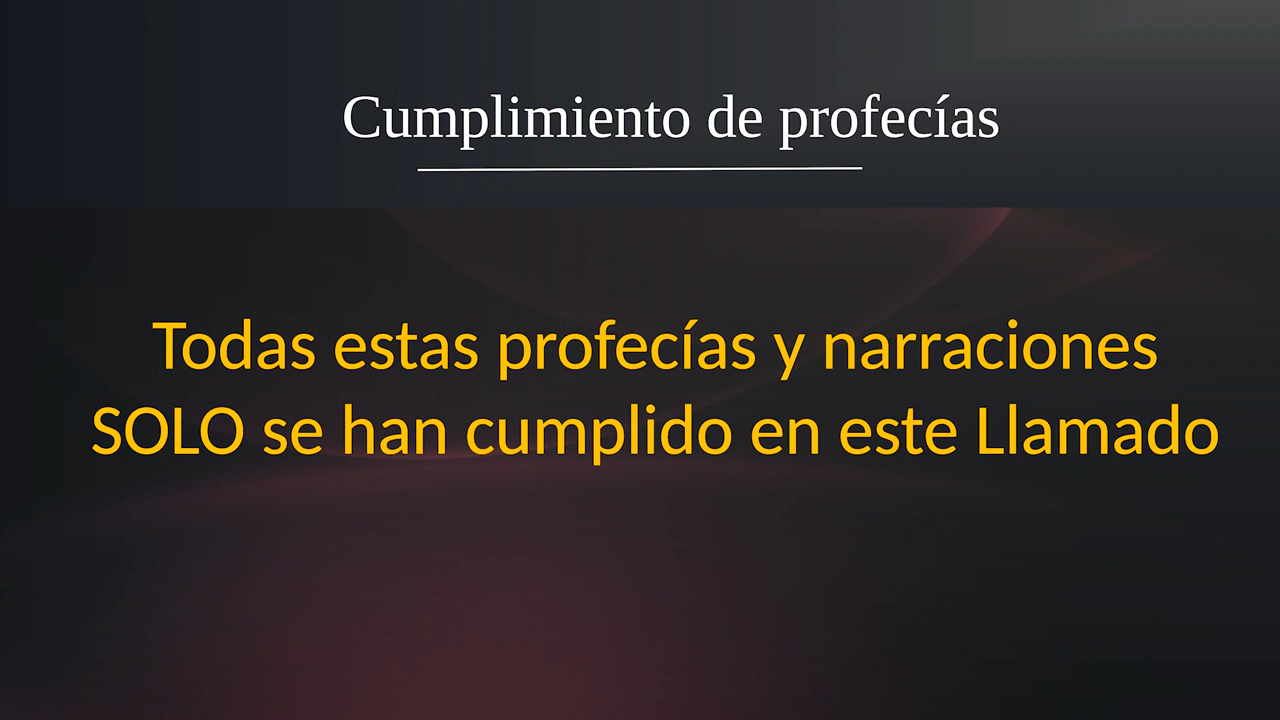 Cumplimiento de profecías
Todas estas profecías y narraciones
SOLO se han cumplido en este Llamado